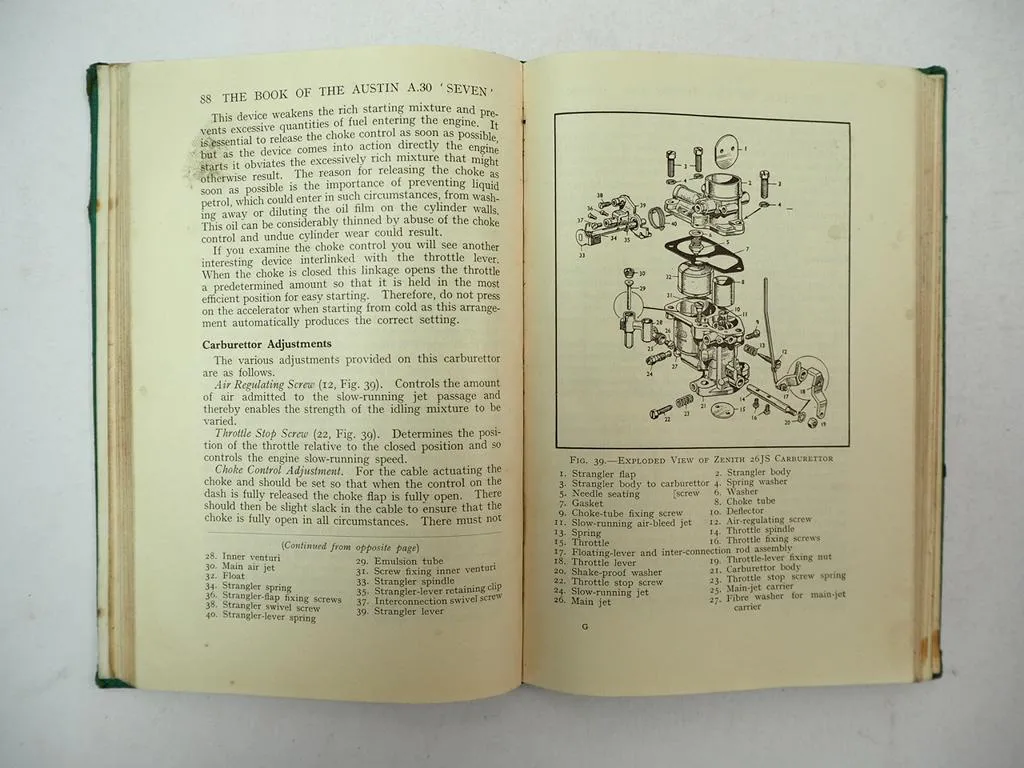 88 THE BOOK OF THE AUSTIN A.30 'SEVEN'
This device weakens the rich starting mixture and pre-
vents excessive quantities of fuel entering the engine. It
is essential to release the choke control as soon as possible,
but as the device comes into action directly the engine
starts it obviates the excessively rich mixture that might
otherwise result. The reason for releasing the choke as
soon as possible is the importance of preventing liquid
petrol, which could enter in such circumstances, from wash-
ing away or diluting the oil film on the cylinder walls.
This oil can be considerably thinned by abuse of the choke
control and undue cylinder wear could result.
If you examine the choke control you will see another
interesting device interlinked with the throttle lever.
When the choke is closed this linkage opens the throttle
a predetermined amount so that it is held in the most
efficient position for easy starting. Therefore, do not press
on the accelerator when starting from cold as this arrange-
ment automatically produces the correct setting.
Carburettor Adjustments
The various adjustments provided on this carburettor
are as follows.
Air Regulating Screw (12, Fig. 39). Controls the amount
of air admitted to the slow-running jet passage and
thereby enables the strength of the idling mixture to be
varied.
Throttle Stop Screw (22, Fig. 39). Determines the posi-
tion of the throttle relative to the closed position and so
controls the engine slow-running speed.
Choke Control Adjustment. For the cable actuating the
choke and should be set so that when the control on the
dash is fully released the choke flap is fully open. There
should then be slight slack in the cable to ensure that the
choke is fully open in all circumstances. There must not
(Continued from opposite page)
28. Inner venturi
29. Emulsion tube
30. Main air jet
31. Screw fixing inner venturi
32. Float
33. Strangler spindle
34. Strangler spring
35. Strangler-lever retaining clip
36. Strangler-flap fixing screws
37. Interconnection swivel screw
38. Strangler swivel screw
39. Strangler lever
40. Strangler-lever spring
FIG. 39.—EXPLODED VIEW OF ZENITH 26JS CARBURETTOR
1. Strangler flap
2. Strangler body
3. Strangler body to carburettor [screw
4. Spring washer
5. Needle seating
6. Washer
7. Gasket
8. Choke tube
9. Choke-tube fixing screw
10. Deflector
11. Slow-running air-bleed jet
12. Air-regulating screw
13. Spring
14. Throttle spindle
15. Throttle
16. Throttle fixing screws
17. Floating-lever and inter-connection rod assembly
18. Throttle lever
19. Throttle-lever fixing nut
20. Shake-proof washer
21. Carburettor body
22. Throttle stop screw
23. Throttle stop screw spring
24. Slow-running jet
25. Main-jet carrier
26. Main jet
27. Fibre washer for main-jet
carrier
G